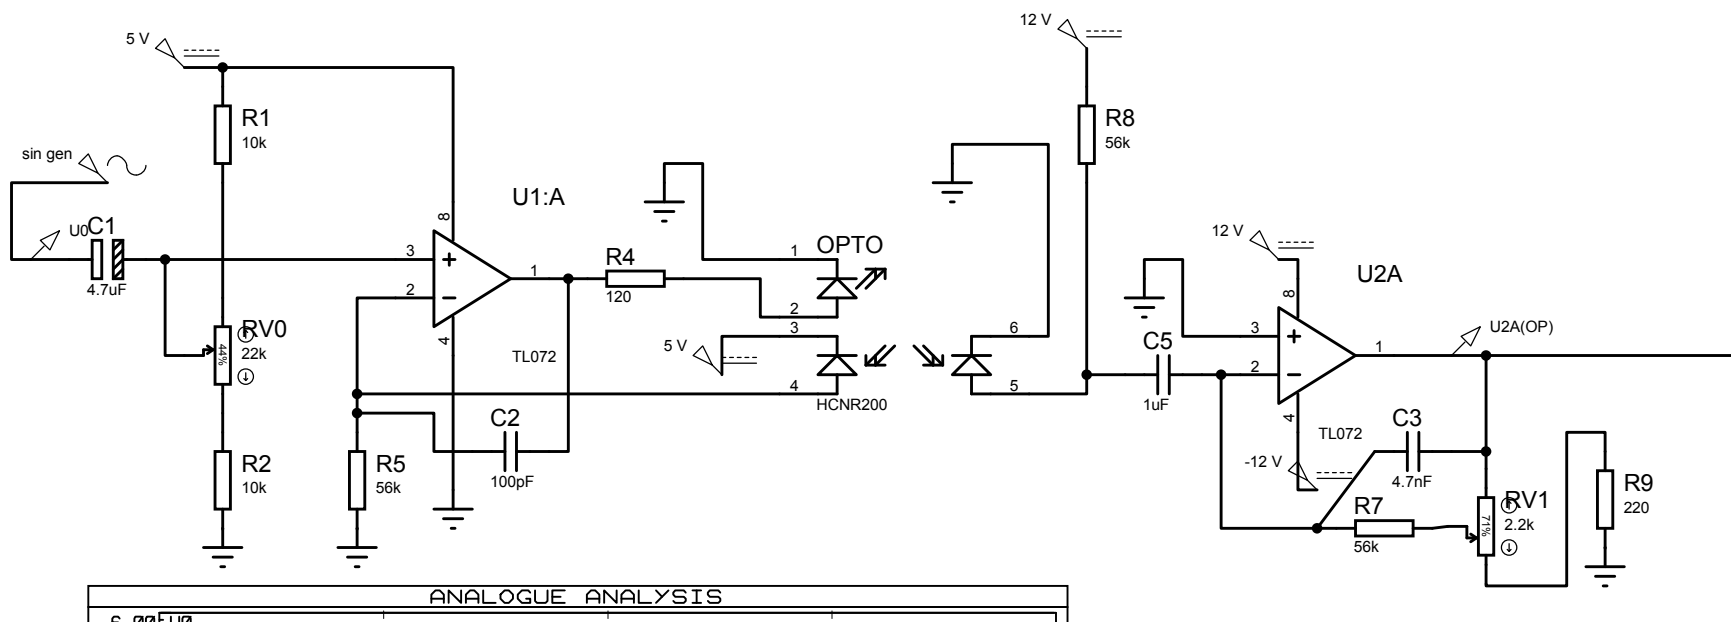 5 V
12 V
R1
10k
R8
56k
sin gen
U1:A
8
U0
C1
4.7uF
3
2
1
4
TL072
R4
120
OPTO
1
2
3
4
HCNR200
5 V
6
5
12 V
8
U2A
C5
1uF
3
2
1
4
TL072
U2A(OP)
RV0
22k
44%
C2
100pF
R2
10k
R5
56k
-12 V
C3
4.7nF
R7
56k
RV1
2.2k
71%
R9
220
ANALOGUE ANALYSIS